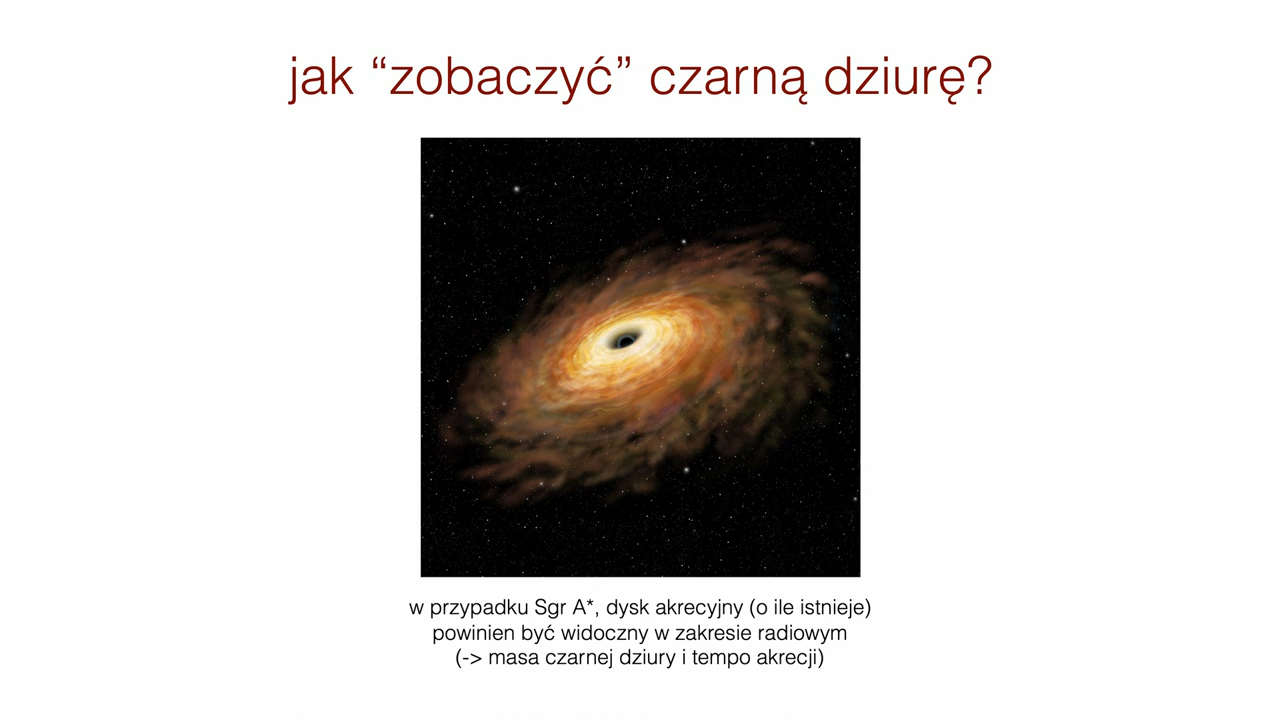 jak “zobaczyć” czarną dziurę?
w przypadku Sgr A*, dysk akrecyjny (o ile istnieje)
powinien być widoczny w zakresie radiowym
(-> masa czarnej dziury i tempo akrecji)